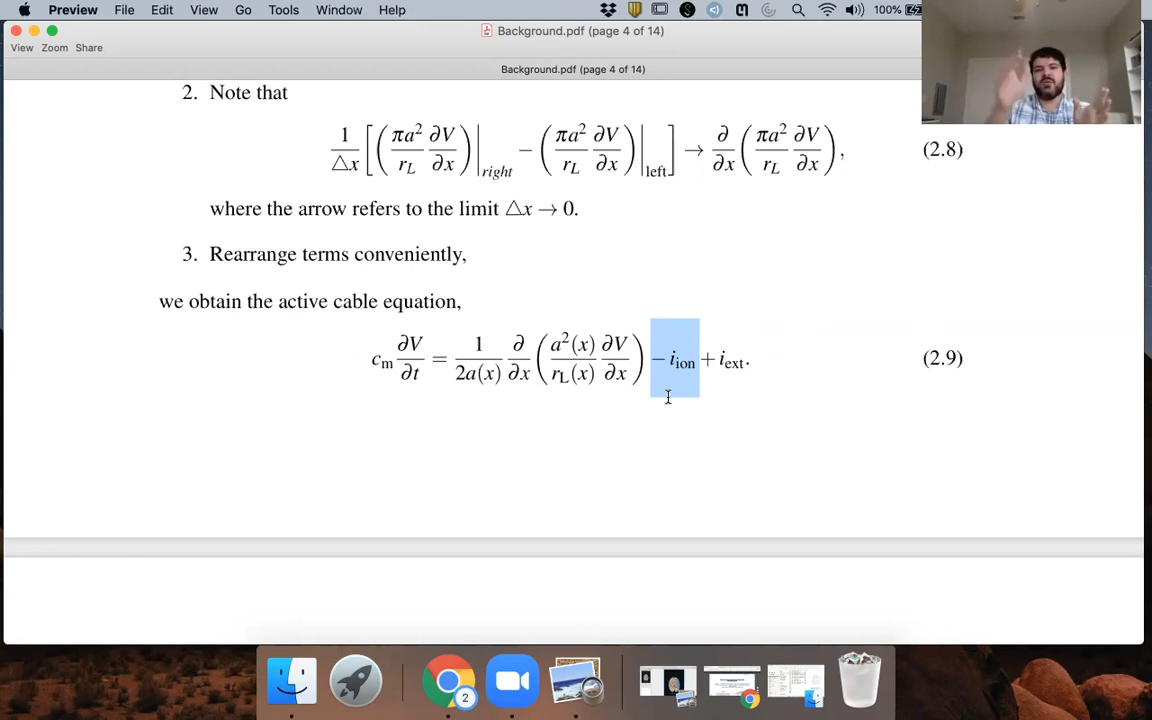 Preview File Edit View Go Tools Window Help 100%
Background.pdf (page 4 of 14)
View Zoom Share
Background.pdf (page 4 of 14)
2. Note that
1/△x [(πa²/r_L ∂V/∂x)|_right − (πa²/r_L ∂V/∂x)|_left] → ∂/∂x (πa²/r_L ∂V/∂x), (2.8)
where the arrow refers to the limit △x → 0.
3. Rearrange terms conveniently,
we obtain the active cable equation,
c_m ∂V/∂t = 1/2a(x) ∂/∂x (a²(x)/r_L(x) ∂V/∂x) − i_ion + i_ext. (2.9)
2